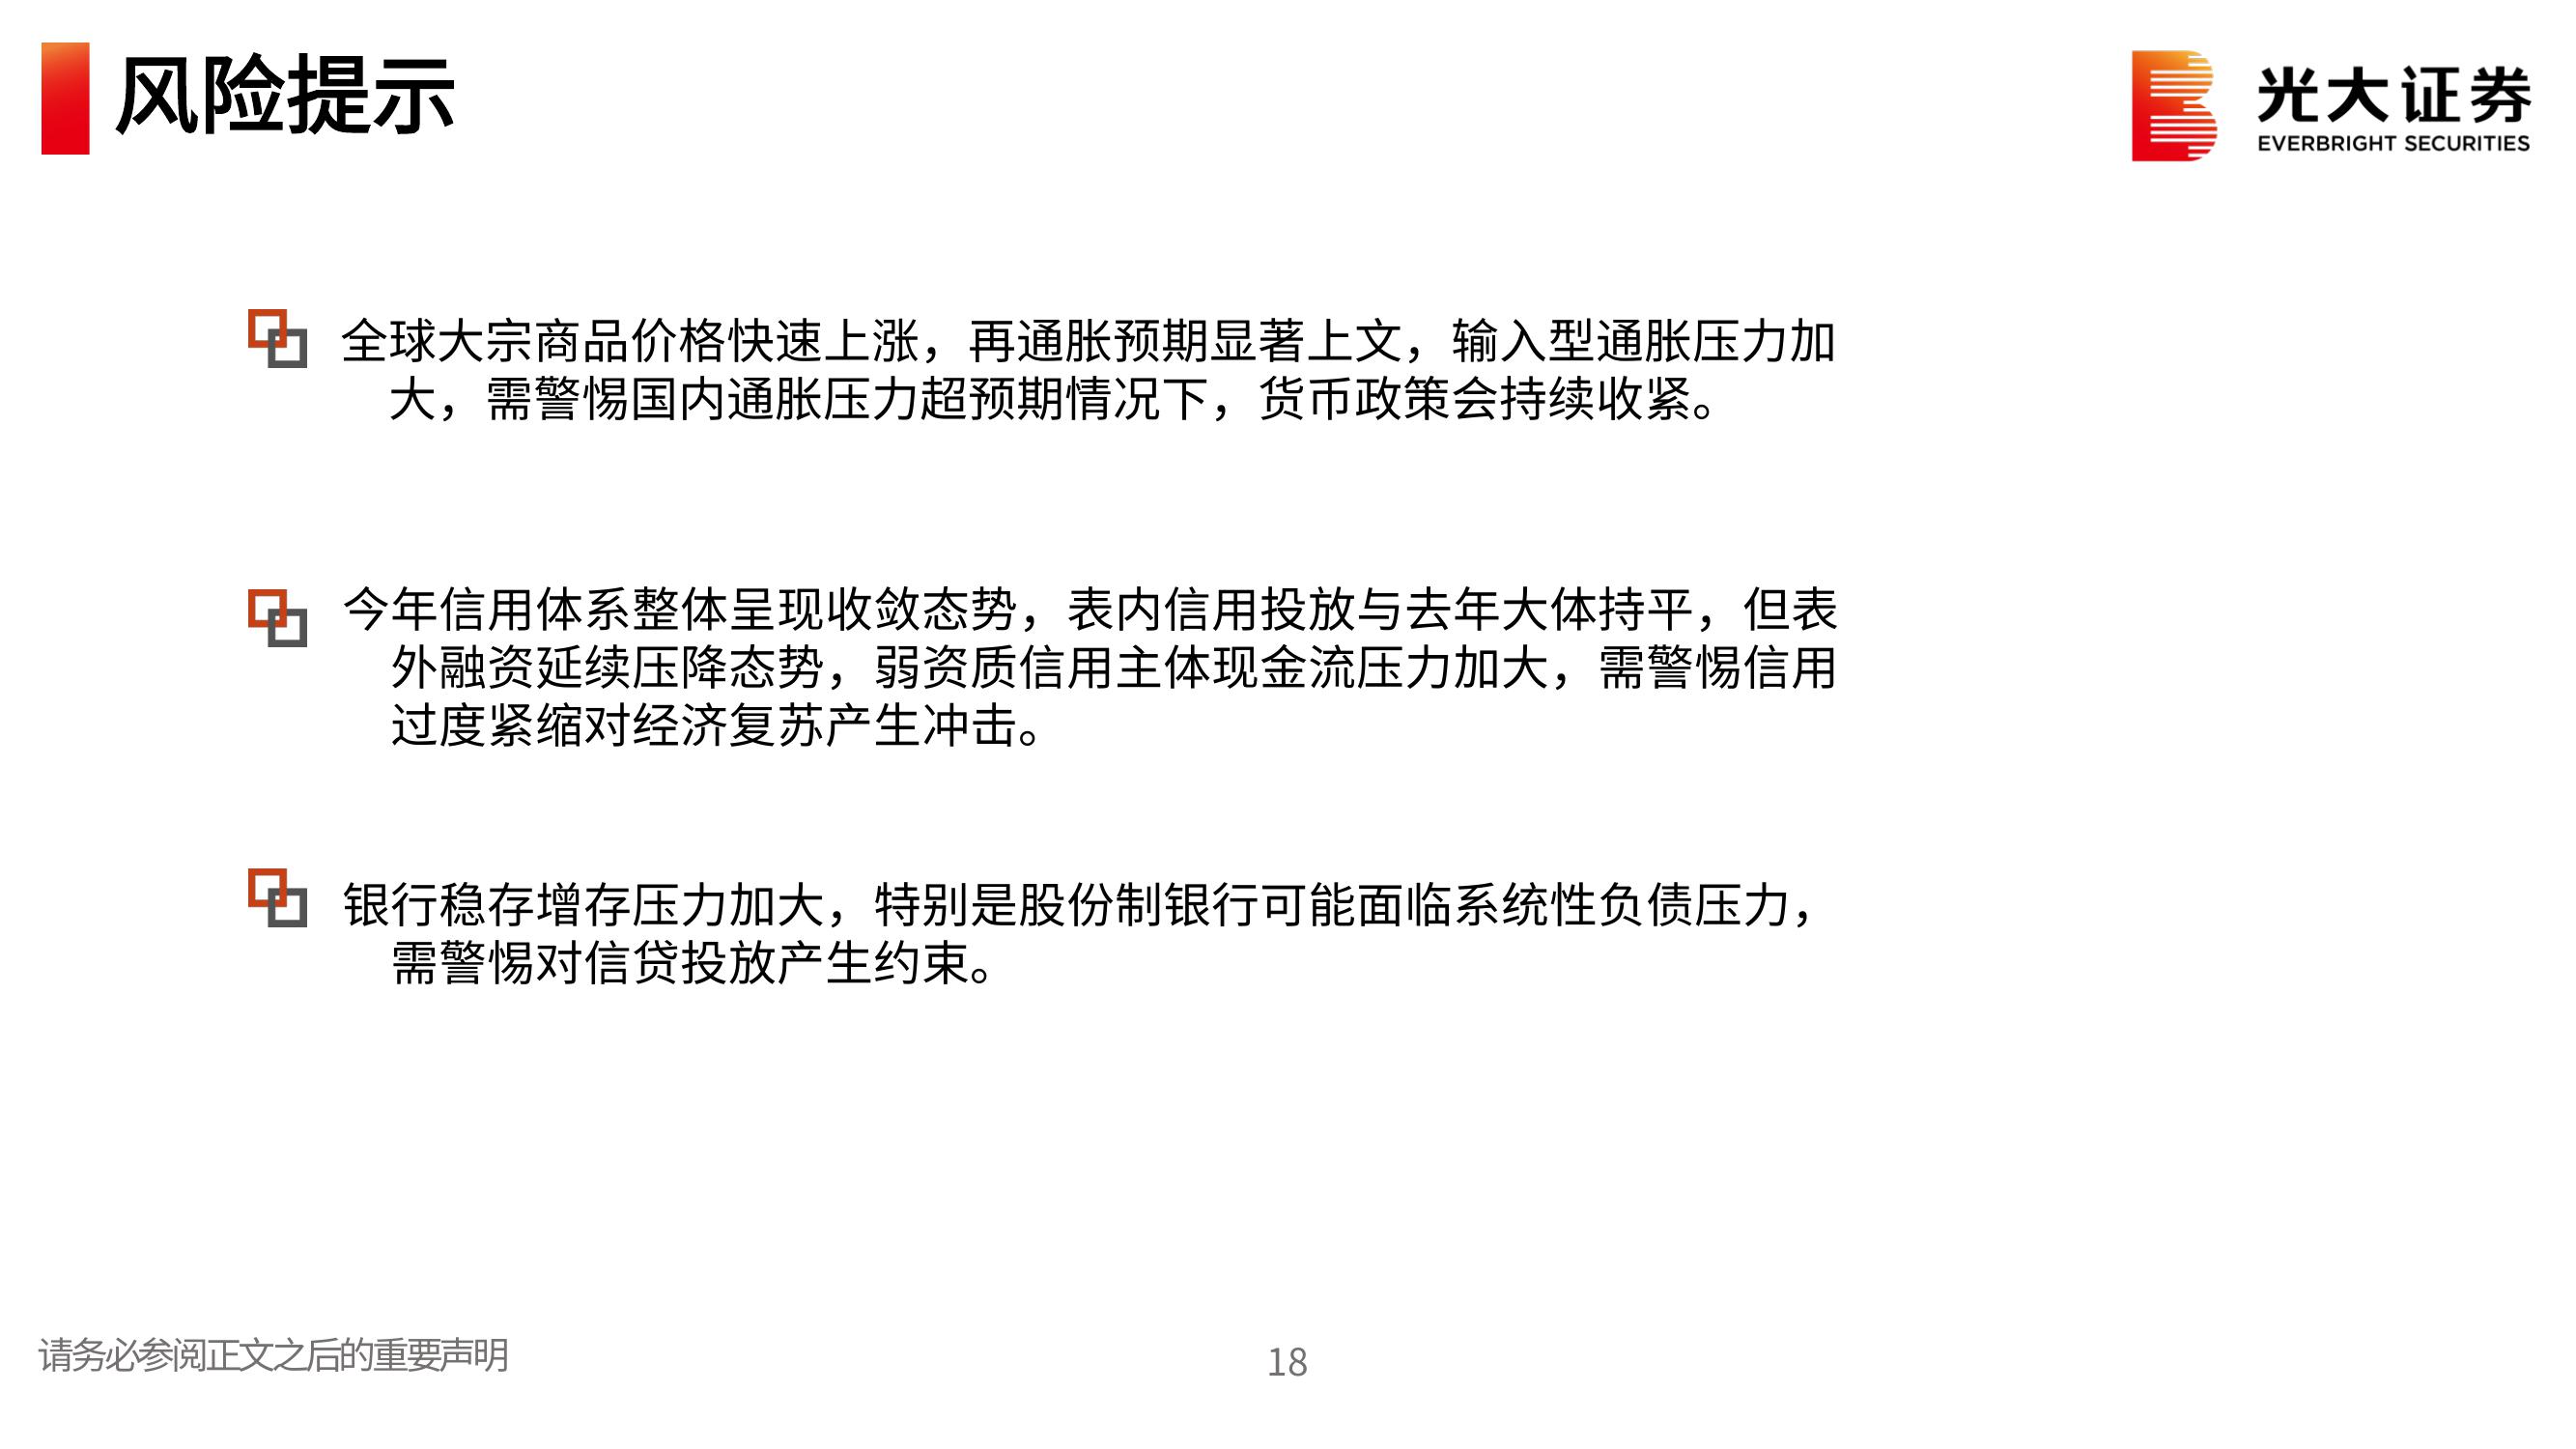 风险提示
光大证券
EVERBRIGHT SECURITIES
全球大宗商品价格快速上涨，再通胀预期显著上文，输入型通胀压力加
大，需警惕国内通胀压力超预期情况下，货币政策会持续收紧。
今年信用体系整体呈现收敛态势，表内信用投放与去年大体持平，但表
外融资延续压降态势，弱资质信用主体现金流压力加大，需警惕信用
过度紧缩对经济复苏产生冲击。
银行稳存增存压力加大，特别是股份制银行可能面临系统性负债压力，
需警惕对信贷投放产生约束。
请务必参阅正文之后的重要声明
18